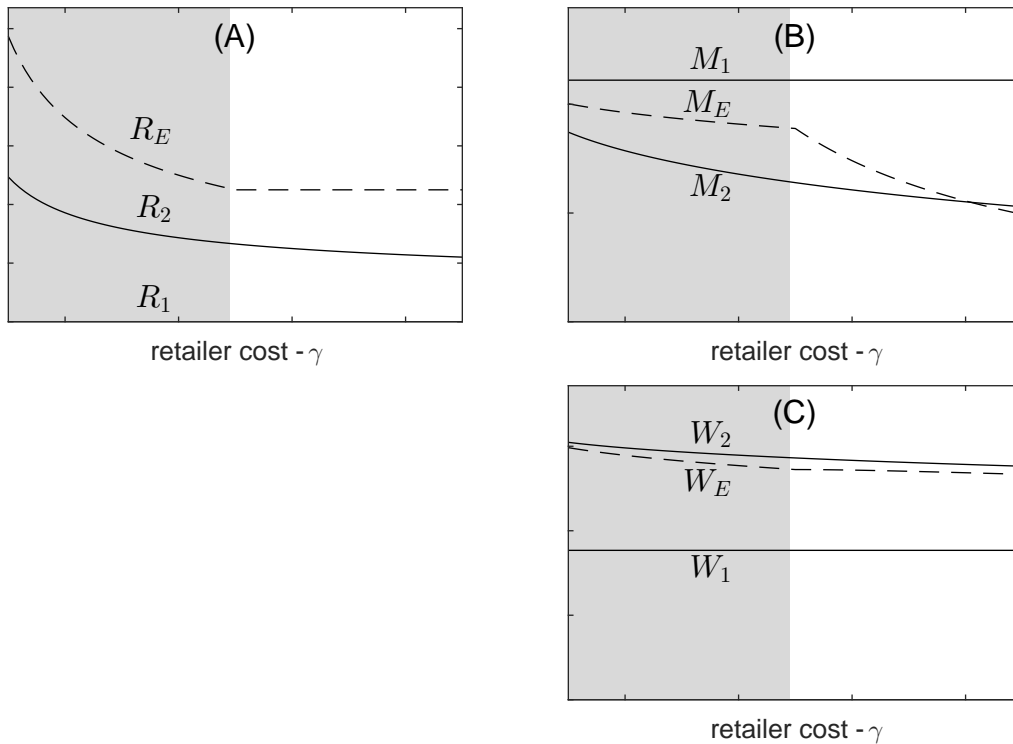 (A)
R_E
R_2
R_1
retailer cost - γ
(B)
M_1
M_E
M_2
retailer cost - γ
(C)
W_2
W_E
W_1
retailer cost - γ